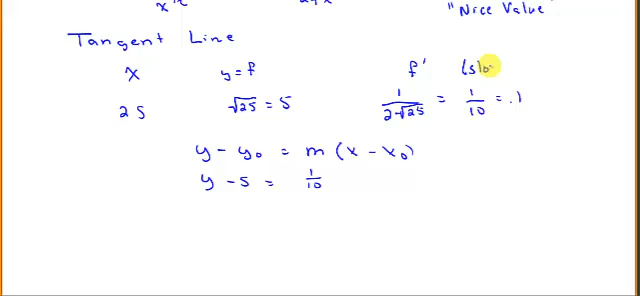 "Nice Value"
Tangent Line
x y = f f' (slo
25 √25 = 5 1/(2√25) = 1/10 = .1
y - y₀ = m (x - x₀)
y - 5 = 1/10